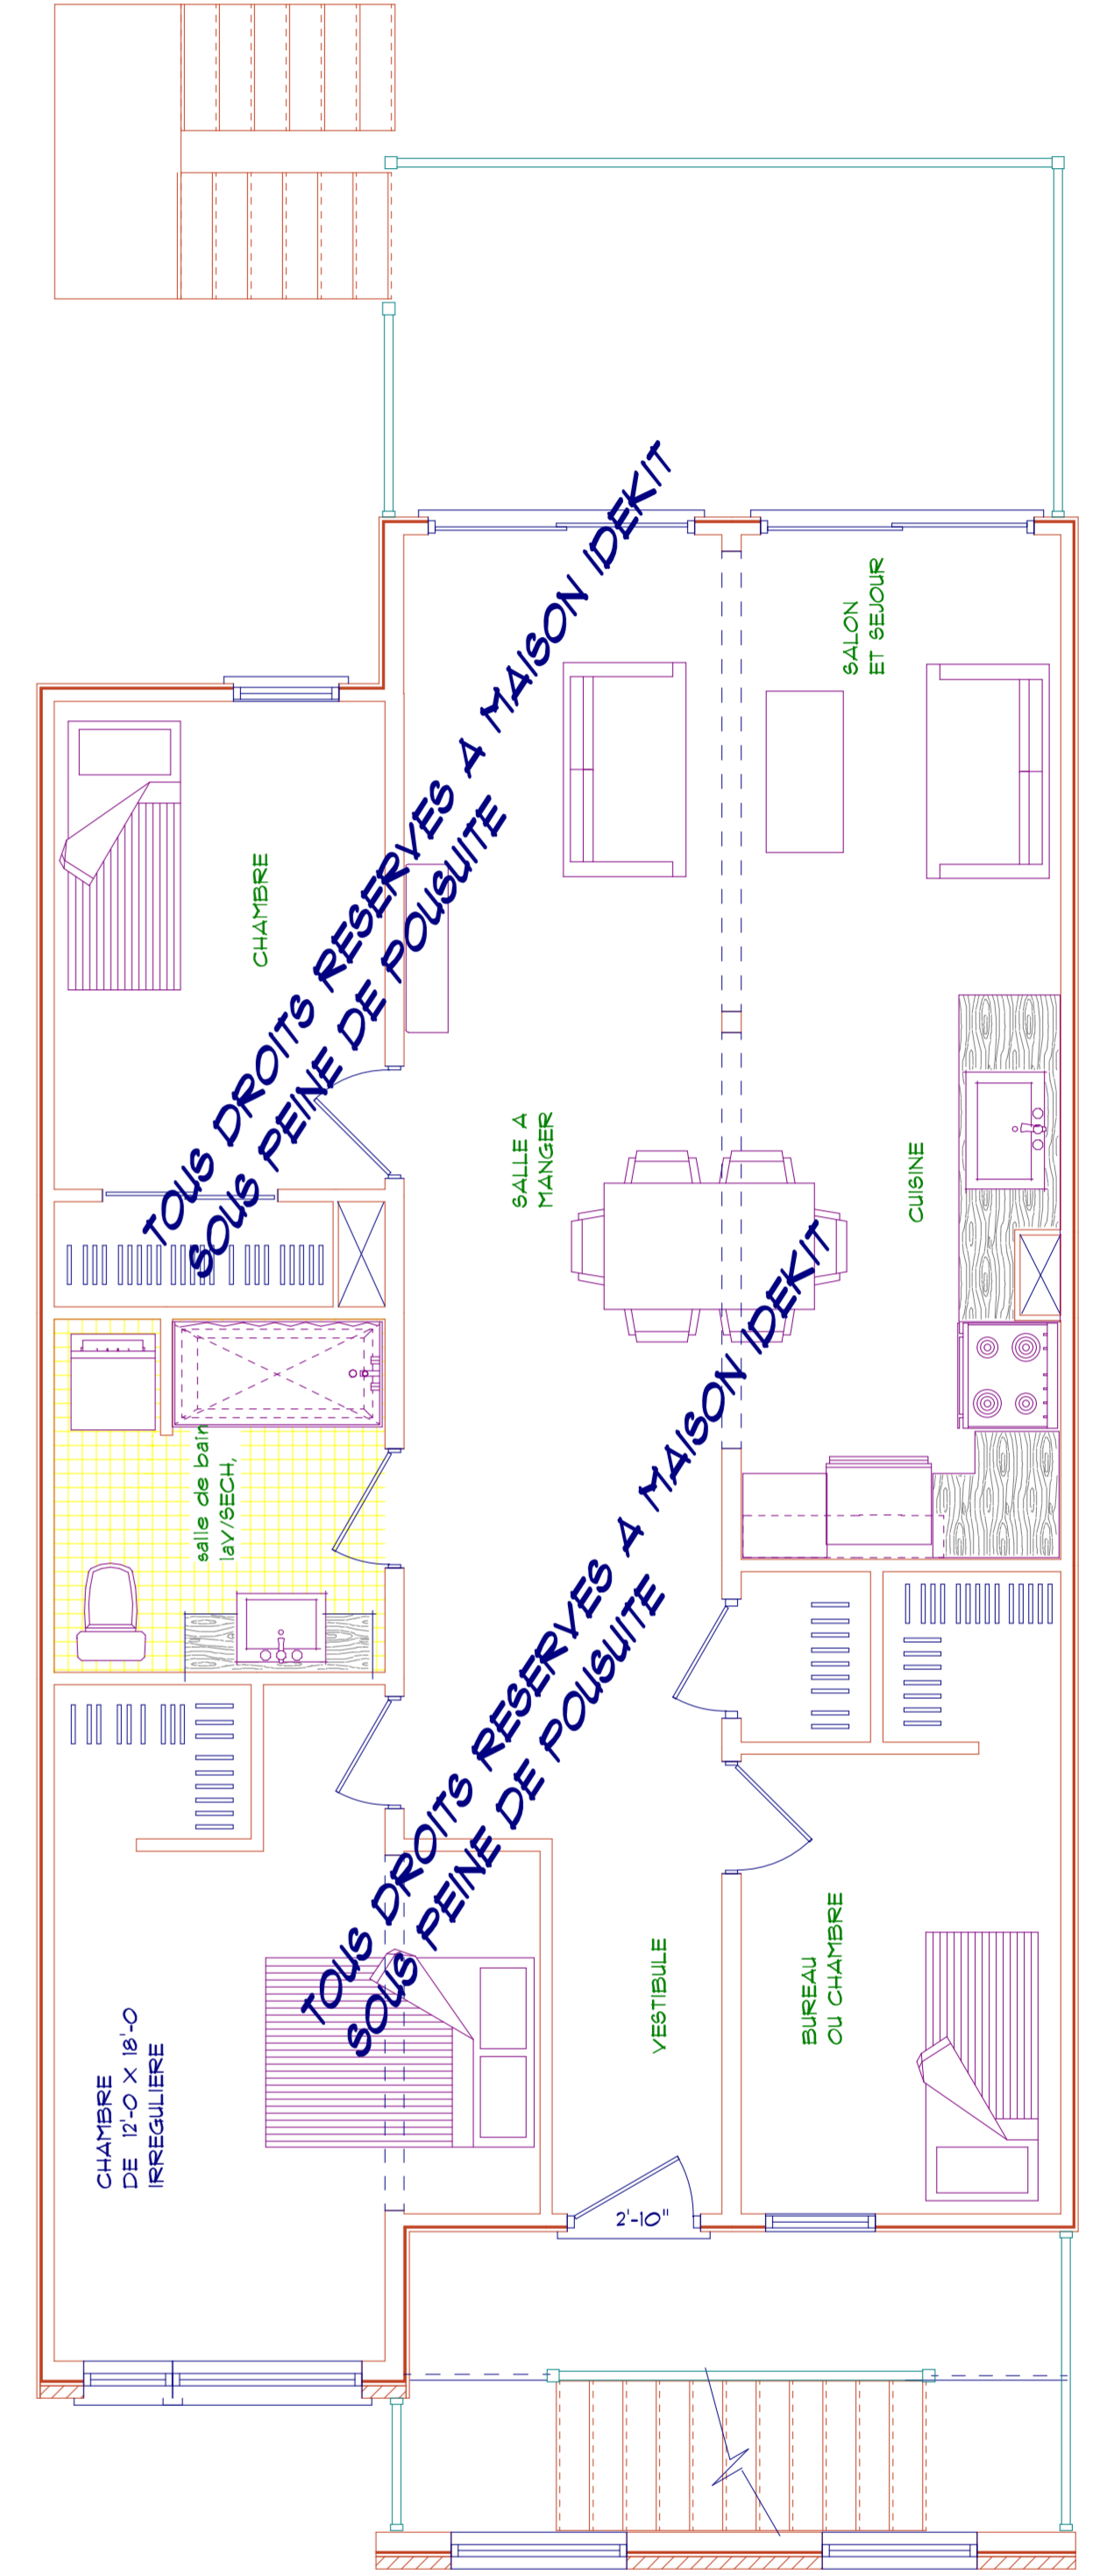 SALON
ET SEJOUR
CHAMBRE
TOUS DROITS RESERVES A MAISON IDEKIT
SOUS PEINE DE POUSUITE
SALLE A
MANGER
CUISINE
salle de bain
laV/SECH,
TOUS DROITS RESERVES A MAISON IDEKIT
SOUS PEINE DE POUSUITE
VESTIBULE
BUREAU
OU CHAMBRE
CHAMBRE
DE 12'-0 X 18'-0
IRREGULIERE
2'-10"